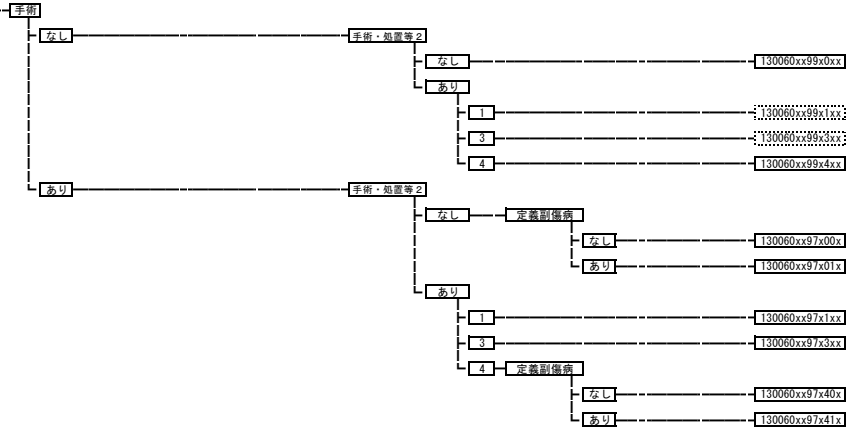 手術
なし 手術・処置等2
なし 130060xx99x0xx
あり
1 130060xx99x1xx
3 130060xx99x3xx
4 130060xx99x4xx
あり 手術・処置等2
なし 定義副傷病
なし 130060xx97x00x
あり 130060xx97x01x
あり
1 130060xx97x1xx
3 130060xx97x3xx
4 定義副傷病
なし 130060xx97x40x
あり 130060xx97x41x